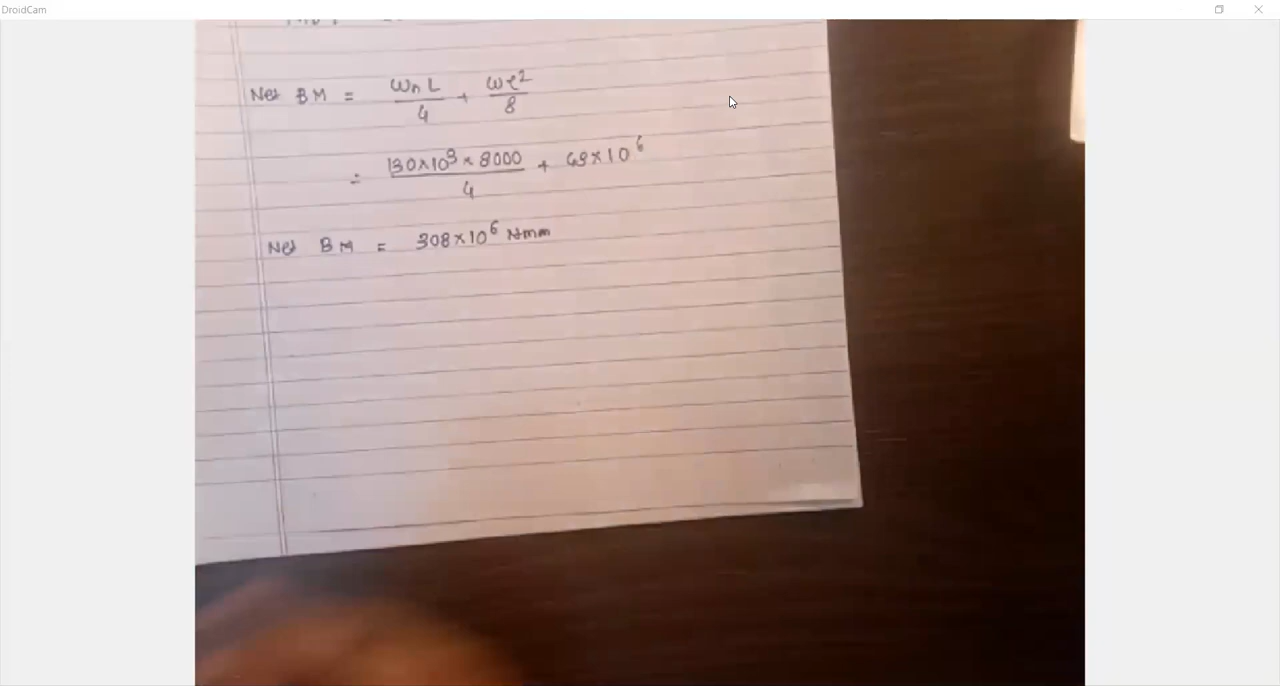 DroidCam
Net BM = WnL/4 + Wl²/8
= 130×10³ × 8000/4 + 48×10⁶
Net BM = 308×10⁶ Nmm